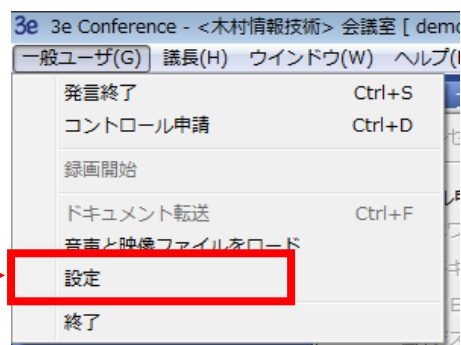 3e 3e Conference - <木村情報技術> 会議室 [ demo
一般ユーザ(G) 議長(H) ウインドウ(W) ヘルプ(
発言終了 Ctrl+S
コントロール申請 Ctrl+D
録画開始
ドキュメント転送 Ctrl+F
音声と映像ファイルをロード
設定
終了